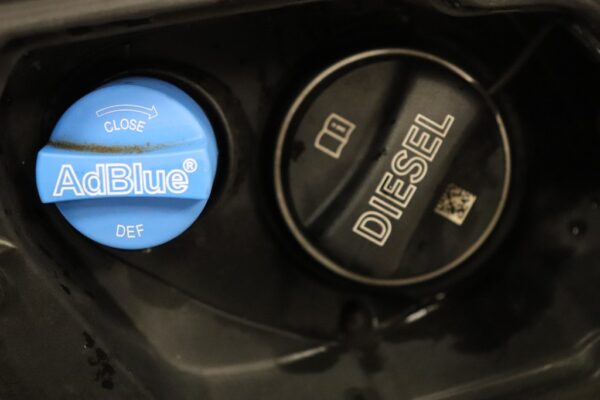 CLOSE
AdBlue®
DEF
DIESEL